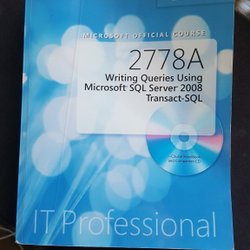 MICROSOFT OFFICIAL COURSE
2778A
Writing Queries Using
Microsoft® SQL Server® 2008
Transact-SQL
IT Professional